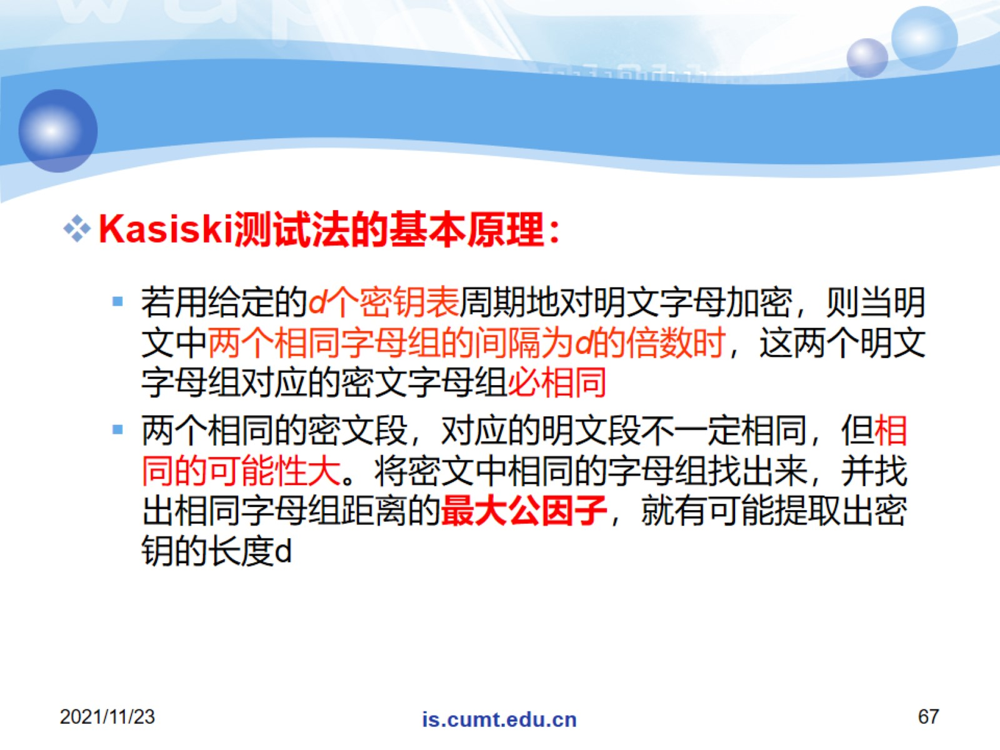 Kasiski测试法的基本原理：
若用给定的d个密钥表周期地对明文字母加密，则当明
文中两个相同字母组的间隔为d的倍数时，这两个明文
字母组对应的密文字母组必相同
两个相同的密文段，对应的明文段不一定相同，但相
同的可能性大。将密文中相同的字母组找出来，并找
出相同字母组距离的最大公因子，就有可能提取出密
钥的长度d
2021/11/23
is.cumt.edu.cn
67